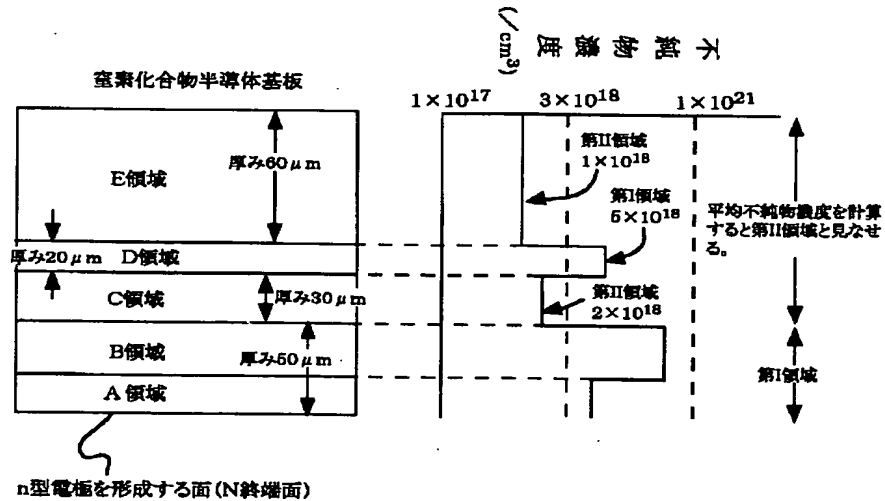 不純物濃度
(/cm³)
窒素化合物半導体基板
1×10¹⁷
3×10¹⁸
1×10²¹
厚み60μm
E領域
第II領域
1×10¹⁸
第I領域
5×10¹⁸
平均不純物濃度を計算
すると第II領域と見なせ
る。
厚み20μm
D領域
C領域
厚み30μm
第II領域
2×10¹⁸
B領域
厚み50μm
第I領域
A領域
n型電極を形成する面(N終端面)